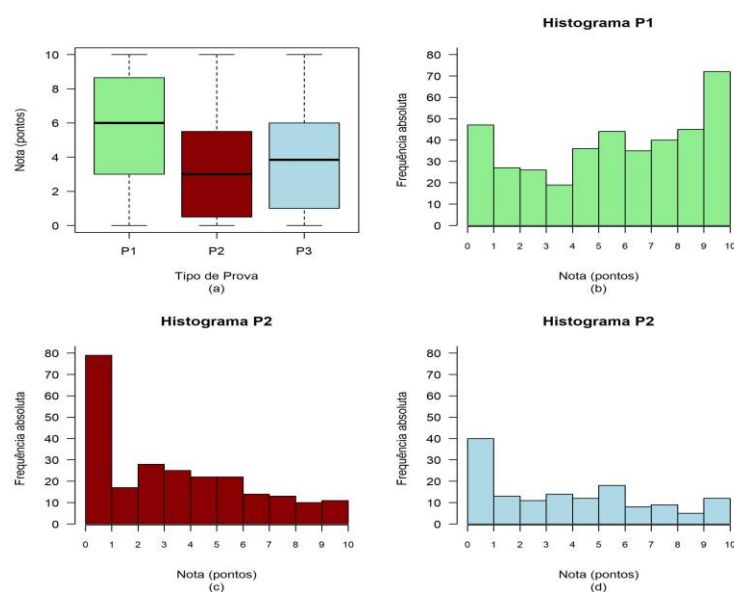 Nota (pontos)
10
8
6
4
2
0
P1 P2 P3
Tipo de Prova
(a)
Histograma P1
Frequência absoluta
80
70
60
50
40
30
20
10
0
0 1 2 3 4 5 6 7 8 9 10
Nota (pontos)
(b)
Histograma P2
Frequência absoluta
80
70
60
50
40
30
20
10
0
0 1 2 3 4 5 6 7 8 9 10
Nota (pontos)
(c)
Histograma P2
Frequência absoluta
80
70
60
50
40
30
20
10
0
0 1 2 3 4 5 6 7 8 9 10
Nota (pontos)
(d)